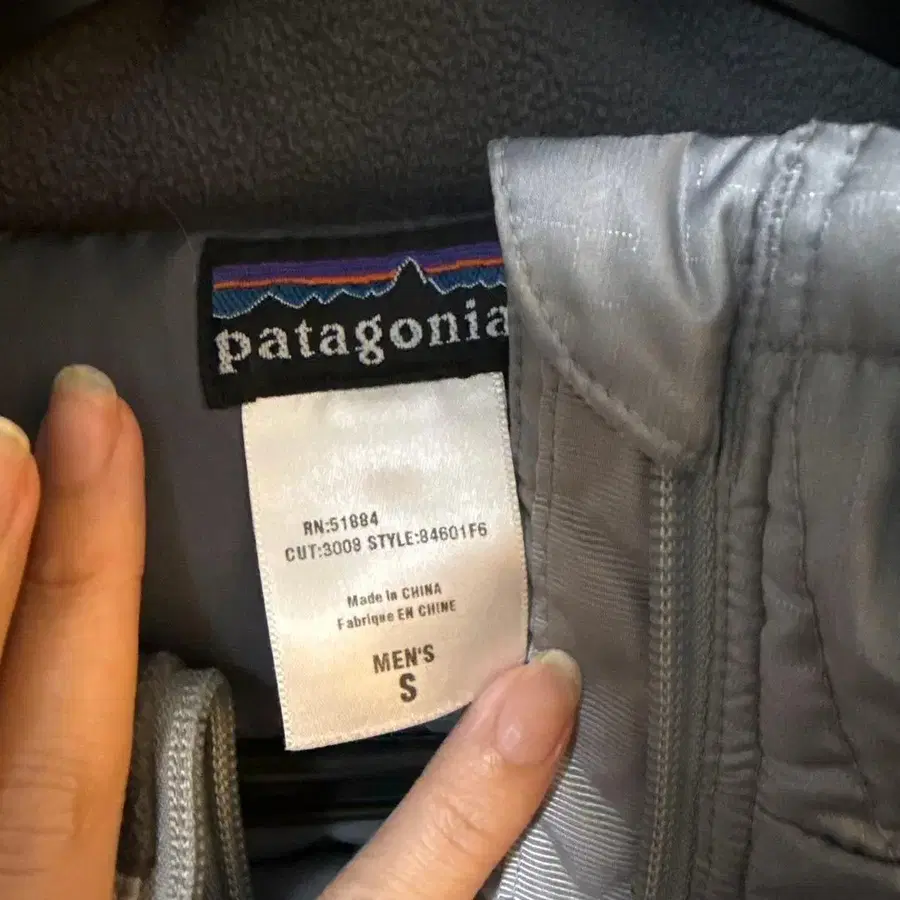 patagonia
RN:51884
CUT:3009 STYLE:84601F6
Made in CHINA
Fabrique EN CHINE
MEN'S
S